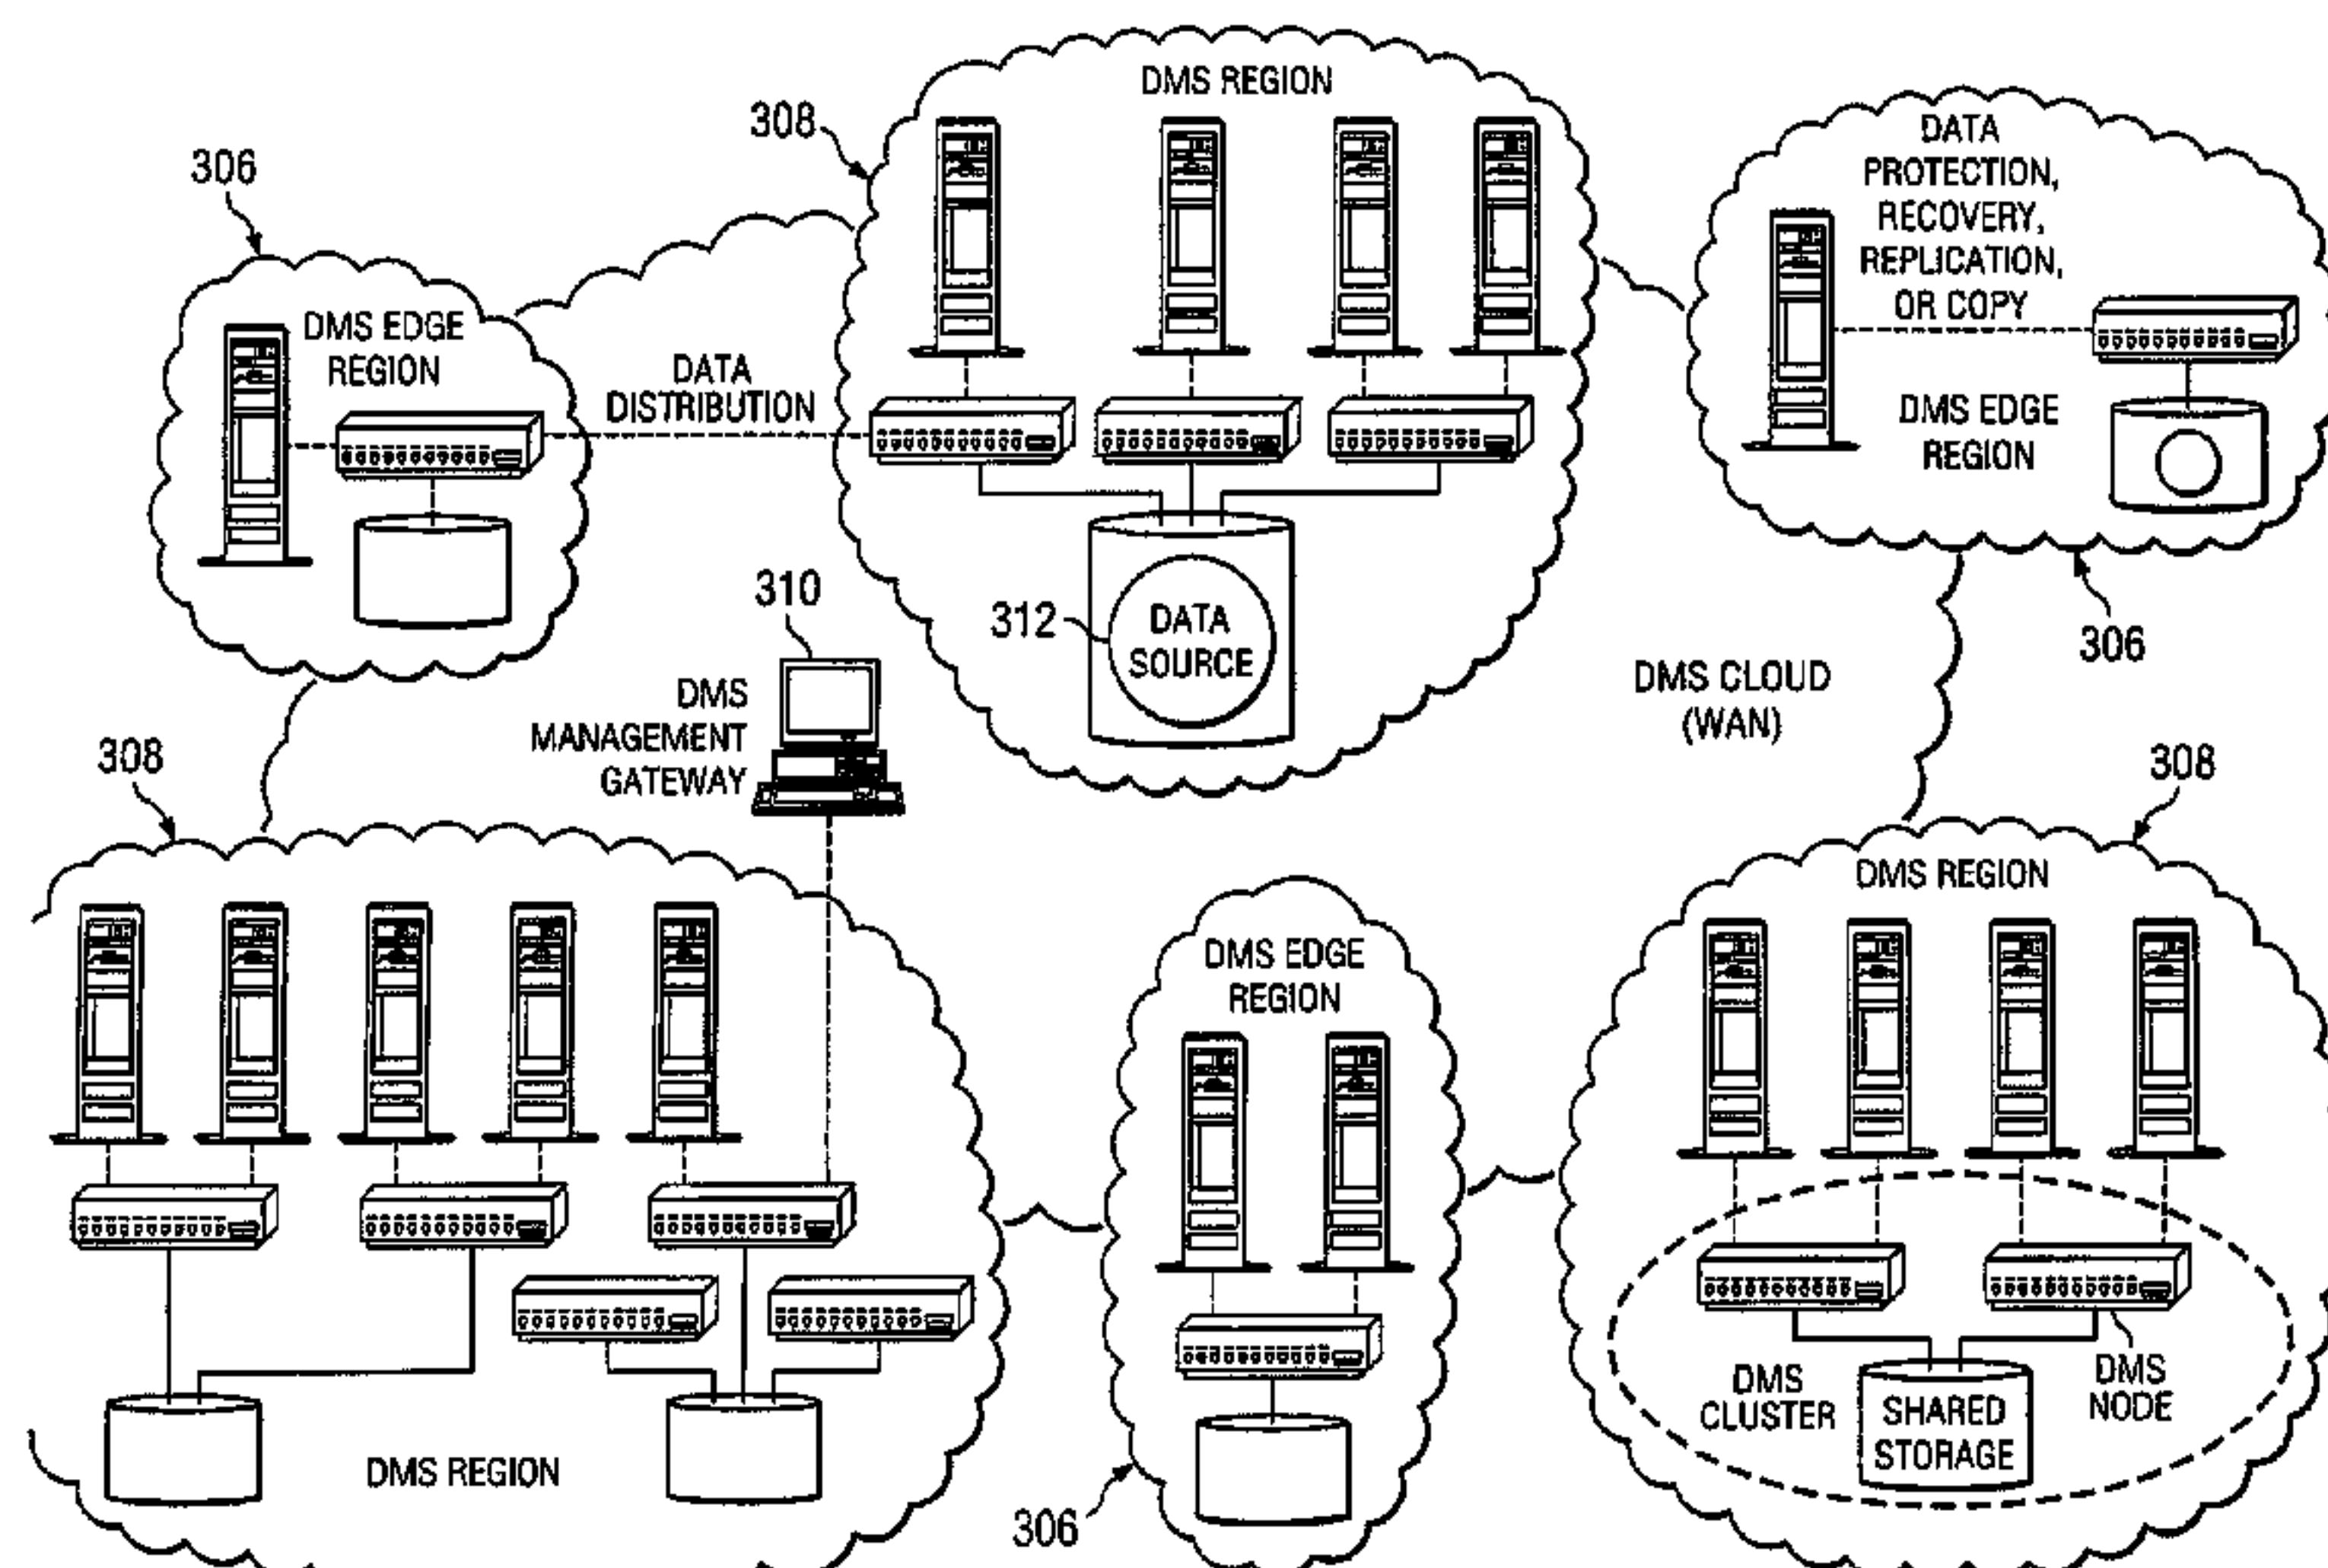 DMS REGION
308
DATA
PROTECTION,
RECOVERY,
REPLICATION,
OR COPY
DMS EDGE
REGION
306
306
DMS EDGE
REGION
DATA
DISTRIBUTION
312
DATA
SOURCE
310
DMS
MANAGEMENT
GATEWAY
DMS CLOUD
(WAN)
308
DMS REGION
DMS EDGE
REGION
306
308
DMS REGION
DMS
CLUSTER
SHARED
STORAGE
DMS
NODE